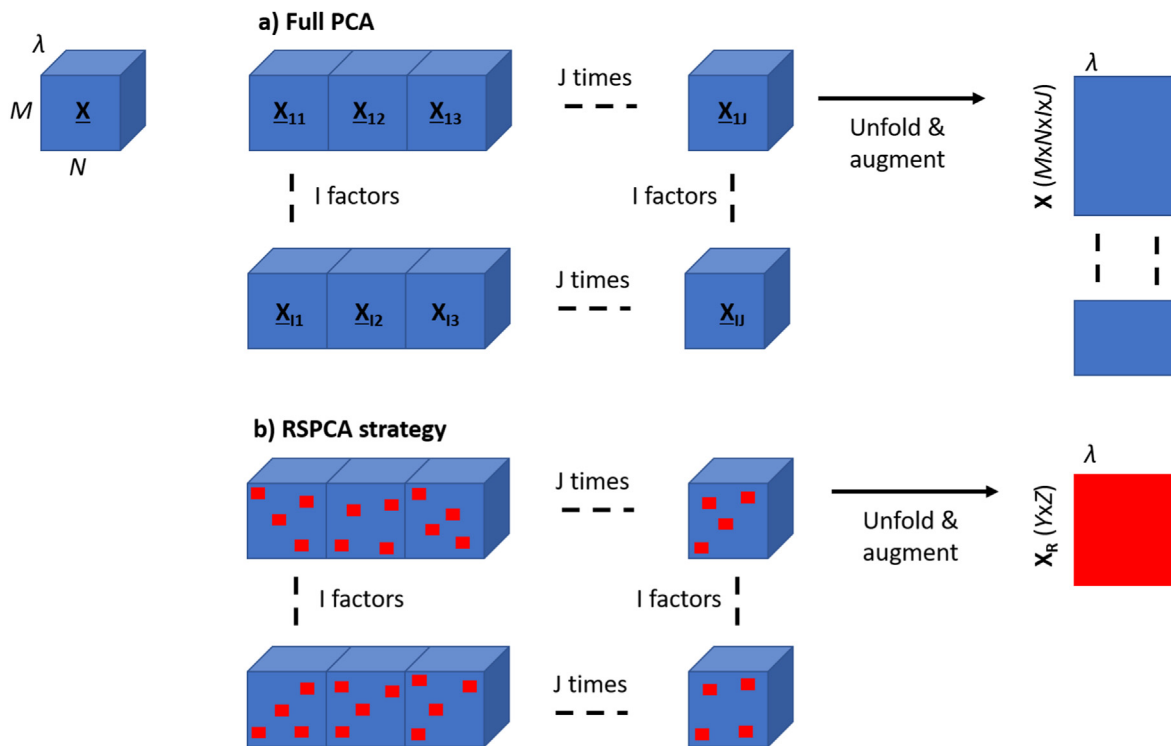 a) Full PCA
λ
M
X
N
X11 X12 X13
J times
X1J
Unfold &
augment
λ
X (MxNxIxJ)
I factors
I factors
XI1 XI2 XI3
J times
XIJ
b) RSPCA strategy
J times
Unfold &
augment
λ
XR (YxZ)
I factors
I factors
J times